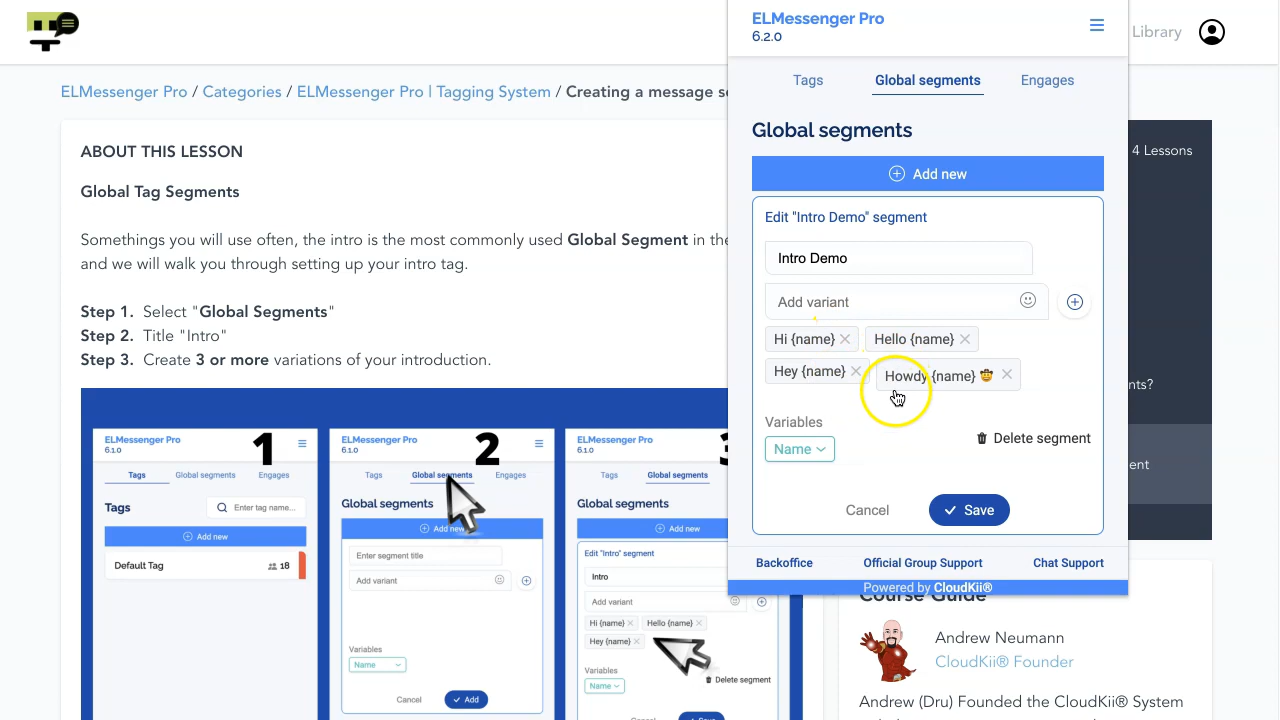 Library
ELMessenger Pro / Categories / ELMessenger Pro | Tagging System / Creating a message s
ABOUT THIS LESSON
Global Tag Segments
Somethings you will use often, the intro is the most commonly used Global Segment in the
and we will walk you through setting up your intro tag.
Step 1. Select "Global Segments"
Step 2. Title "Intro"
Step 3. Create 3 or more variations of your introduction.
ELMessenger Pro
6.1.0
1
Tags Global segments Engages
Tags
Enter tag name...
Add new
Default Tag 18
ELMessenger Pro
6.1.0
2
Tags Global segments Engages
Global segments
Add new
Enter segment title
Add variant
Variables
Name
Cancel Add
ELMessenger Pro
6.1.0
Tags Global segments
Global segments
Add new
Edit "Intro" segment
Intro
Add variant
Hi {name} Hello {name}
Hey {name}
Variables
Name
Delete segment
ELMessenger Pro
6.2.0
Tags Global segments Engages
Global segments
Add new
Edit "Intro Demo" segment
Intro Demo
Add variant
Hi {name} Hello {name}
Hey {name} Howdy {name} 🤠
Variables
Name
Delete segment
Cancel Save
Backoffice Official Group Support Chat Support
Powered by CloudKii®
4 Lessons
nts?
ent
Course Guide
Andrew Neumann
CloudKii® Founder
Andrew (Dru) Founded the CloudKii® System